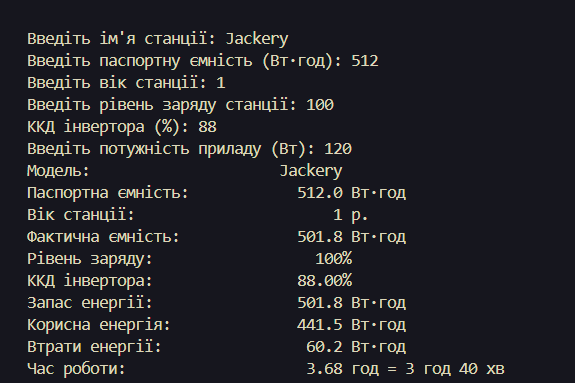 Введіть ім'я станції: Jackery
Введіть паспортну ємність (Вт·год): 512
Введіть вік станції: 1
Введіть рівень заряду станції: 100
ККД інвертора (%): 88
Введіть потужність приладу (Вт): 120
Модель: Jackery
Паспортна ємність: 512.0 Вт·год
Вік станції: 1 р.
Фактична ємність: 501.8 Вт·год
Рівень заряду: 100%
ККД інвертора: 88.00%
Запас енергії: 501.8 Вт·год
Корисна енергія: 441.5 Вт·год
Втрати енергії: 60.2 Вт·год
Час роботи: 3.68 год = 3 год 40 хв